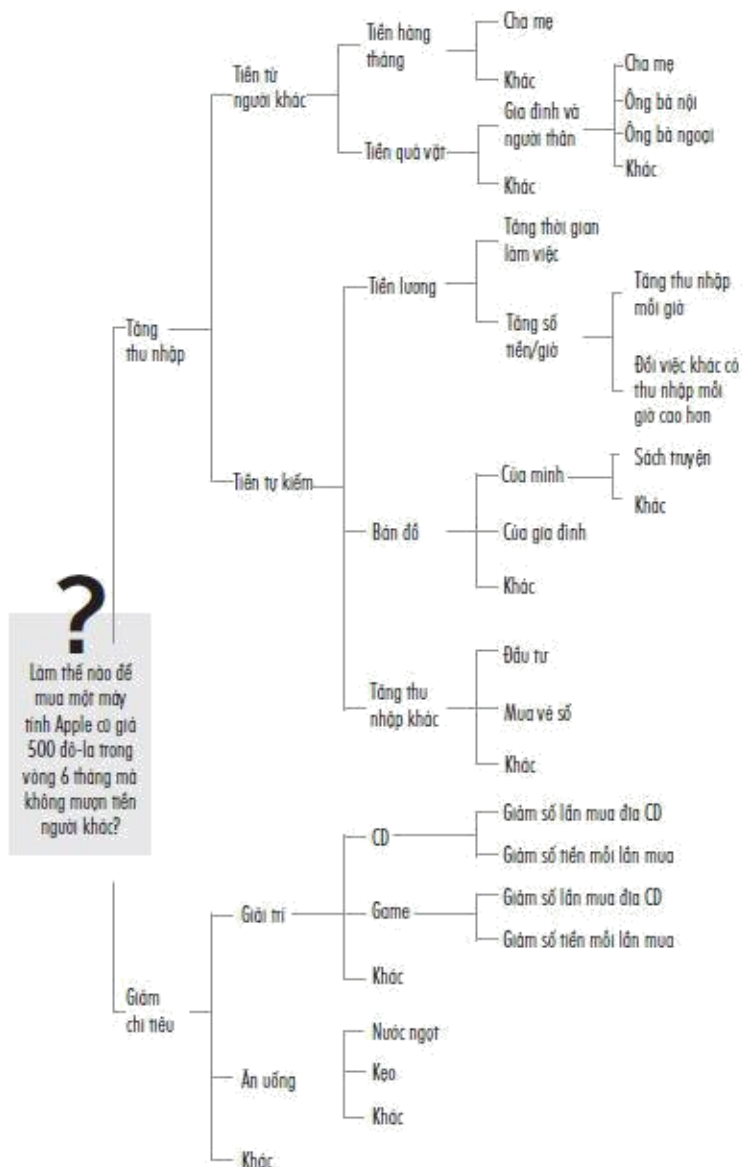 Cha mẹ
Tiền hàng
tháng
Tiền từ
người khác
Khác
Cha mẹ
Gia đình và
người thân
Ông bà nội
Tiền quà vặt
Ông bà ngoại
Khác
Khác
Tăng thời gian
làm việc
Tiền lương
Tăng thu nhập
mỗi giờ
Tăng số
tiền/giờ
Tăng
thu nhập
Đổi việc khác có
thu nhập mỗi
giờ cao hơn
Sách truyện
Tiền tự kiếm
Của mình
Khác
Bán đồ
Của gia đình
Khác
?
Làm thế nào để
mua một máy
tính Apple cũ giá
500 đô-la trong
vòng 6 tháng mà
không mượn tiền
người khác?
Đầu tư
Tăng thu
nhập khác
Mua vé số
Khác
Giảm số lần mua đĩa CD
CD
Giảm số tiền mỗi lần mua
Giải trí
Game
Giảm số lần mua đĩa CD
Giảm số tiền mỗi lần mua
Khác
Giảm
chi tiêu
Nước ngọt
Ăn uống
Kẹo
Khác
Khác